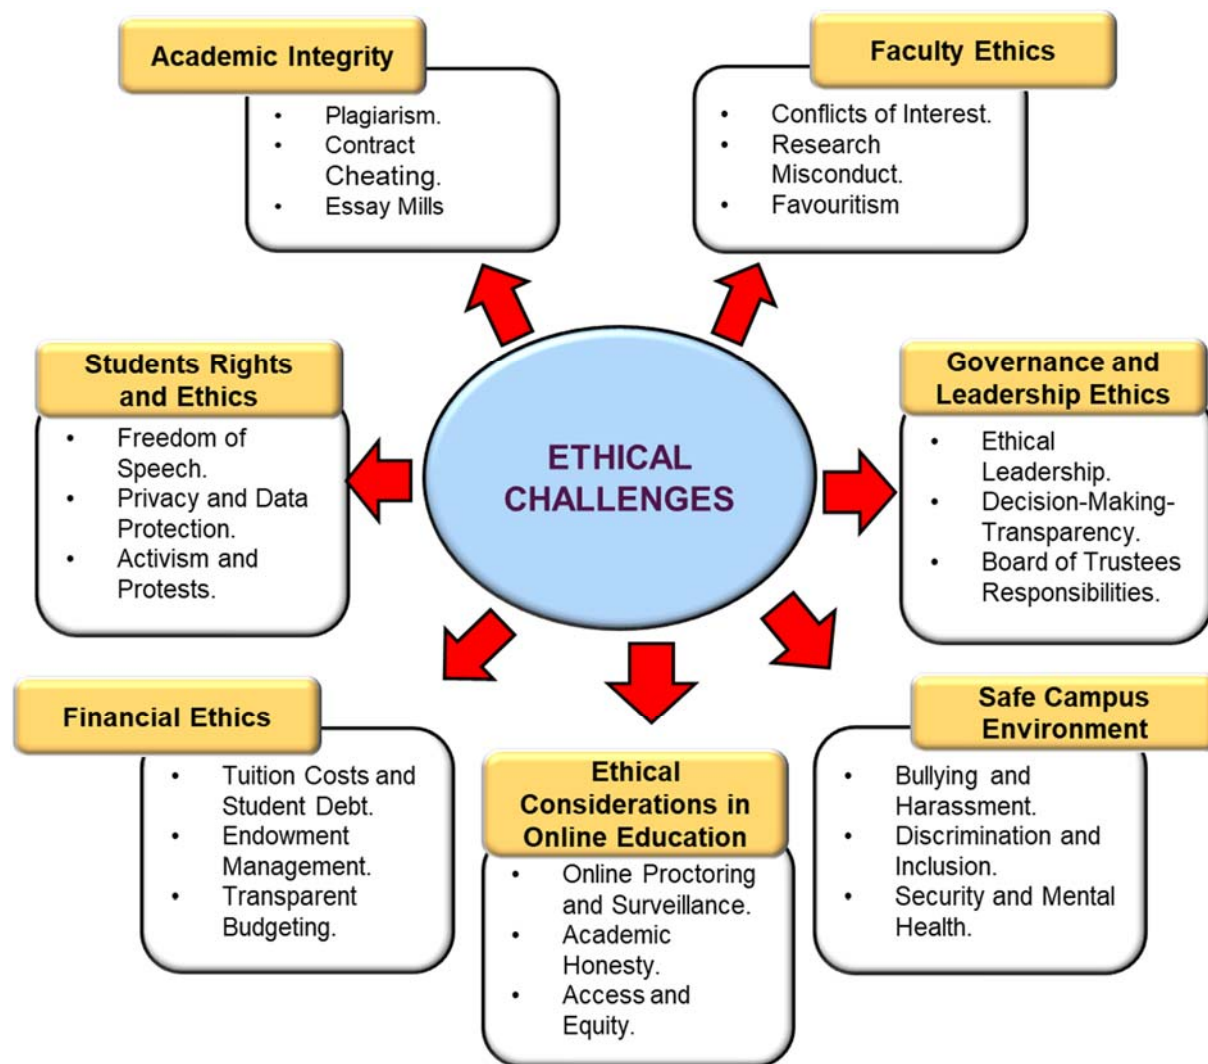 Academic Integrity
• Plagiarism.
• Contract
Cheating.
• Essay Mills
Faculty Ethics
• Conflicts of Interest.
• Research
Misconduct.
• Favouritism
Students Rights
and Ethics
• Freedom of
Speech.
• Privacy and Data
Protection.
• Activism and
Protests.
ETHICAL
CHALLENGES
Governance and
Leadership Ethics
• Ethical
Leadership.
• Decision-Making-
Transparency.
• Board of Trustees
Responsibilities.
Financial Ethics
• Tuition Costs and
Student Debt.
• Endowment
Management.
• Transparent
Budgeting.
Ethical
Considerations in
Online Education
• Online Proctoring
and Surveillance.
• Academic
Honesty.
• Access and
Equity.
Safe Campus
Environment
• Bullying and
Harassment.
• Discrimination and
Inclusion.
• Security and Mental
Health.